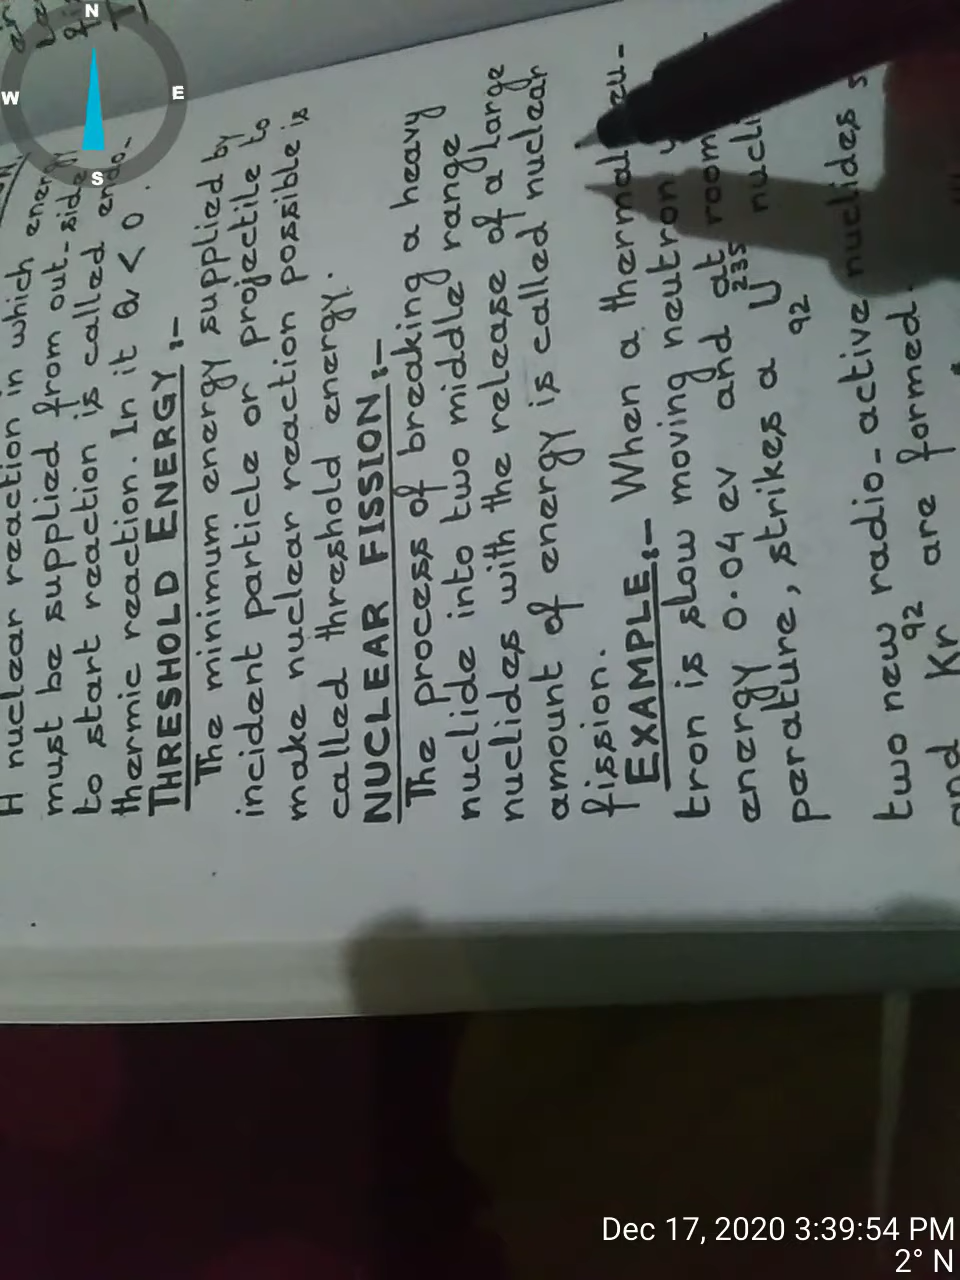 A nuclear reaction in which energy
must be supplied from out-side
to start reaction is called endo-
thermic reaction. In it Q < 0.
THRESHOLD ENERGY :-
The minimum energy supplied by
incident particle or projectile to
make nuclear reaction possible is
called threshold energy.
NUCLEAR FISSION :-
The process of breaking a heavy
nuclide into two middle range
nuclides with the release of a large
amount of energy is called nuclear
fission.
EXAMPLE :- When a thermal
tron is slow moving neutron
energy 0.04 ev and at room
perature, strikes a 92 U 235
two new radio-active nuclides
and Kr 92 are formed.
N
W
E
S
Dec 17, 2020 3:39:54 PM
2° N